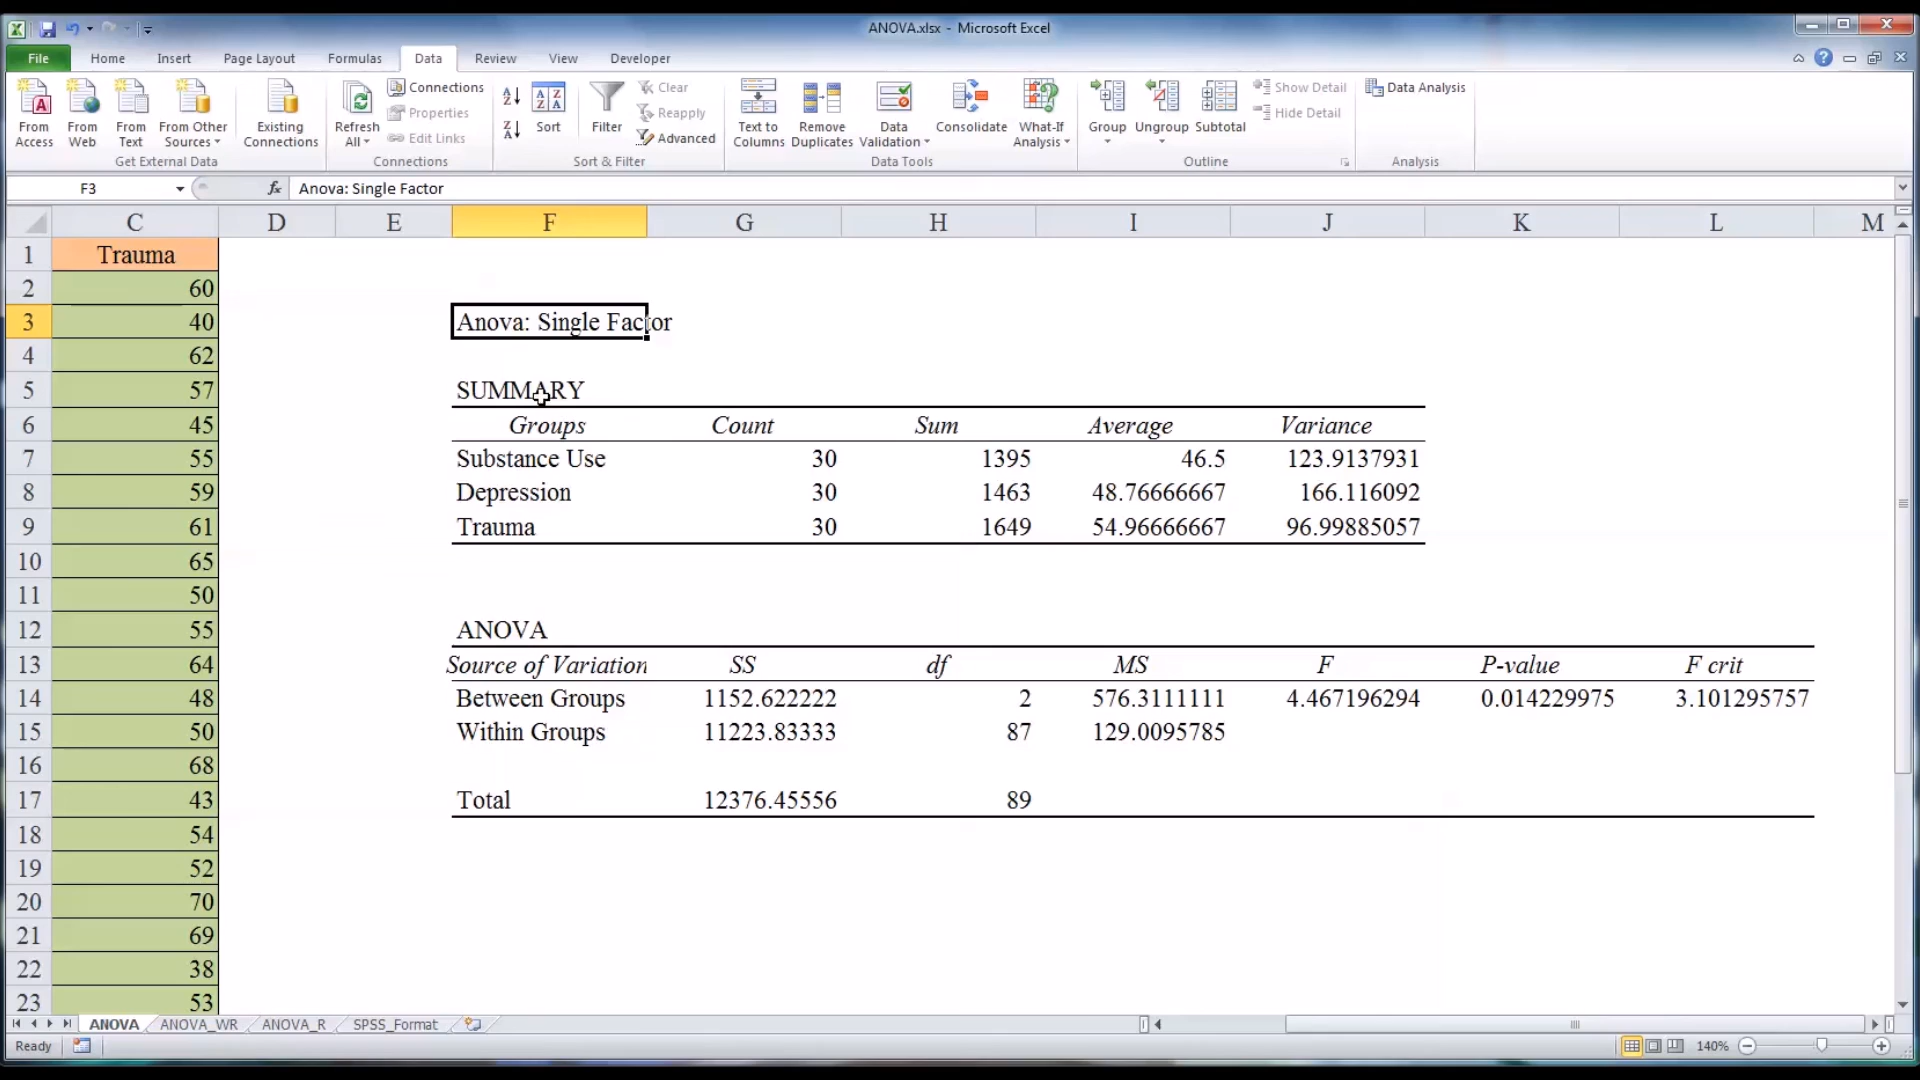 ANOVA.xlsx - Microsoft Excel
File Home Insert Page Layout Formulas Data Review View Developer
From Access
From Web
From Text
From Other Sources
Get External Data
Existing Connections
Refresh All
Connections
Properties
Edit Links
Connections
Sort
Filter
Clear
Reapply
Advanced
Sort & Filter
Text to Columns
Remove Duplicates
Data Validation
Consolidate
What-If Analysis
Data Tools
Group
Ungroup
Subtotal
Show Detail
Hide Detail
Outline
Data Analysis
Analysis
F3 fx Anova: Single Factor
C D E F G H I J K L M
1 Trauma
2 60
3 40 Anova: Single Factor
4 62
5 57 SUMMARY
6 45 Groups Count Sum Average Variance
7 55 Substance Use 30 1395 46.5 123.9137931
8 59 Depression 30 1463 48.76666667 166.116092
9 61 Trauma 30 1649 54.96666667 96.99885057
10 65
11 50
12 55 ANOVA
13 64 Source of Variation SS df MS F P-value F crit
14 48 Between Groups 1152.622222 2 576.3111111 4.467196294 0.014229975 3.101295757
15 50 Within Groups 11223.83333 87 129.0095785
16 68
17 43 Total 12376.45556 89
18 54
19 52
20 70
21 69
22 38
23 53
ANOVA ANOVA_WR ANOVA_R SPSS_Format
Ready 140%